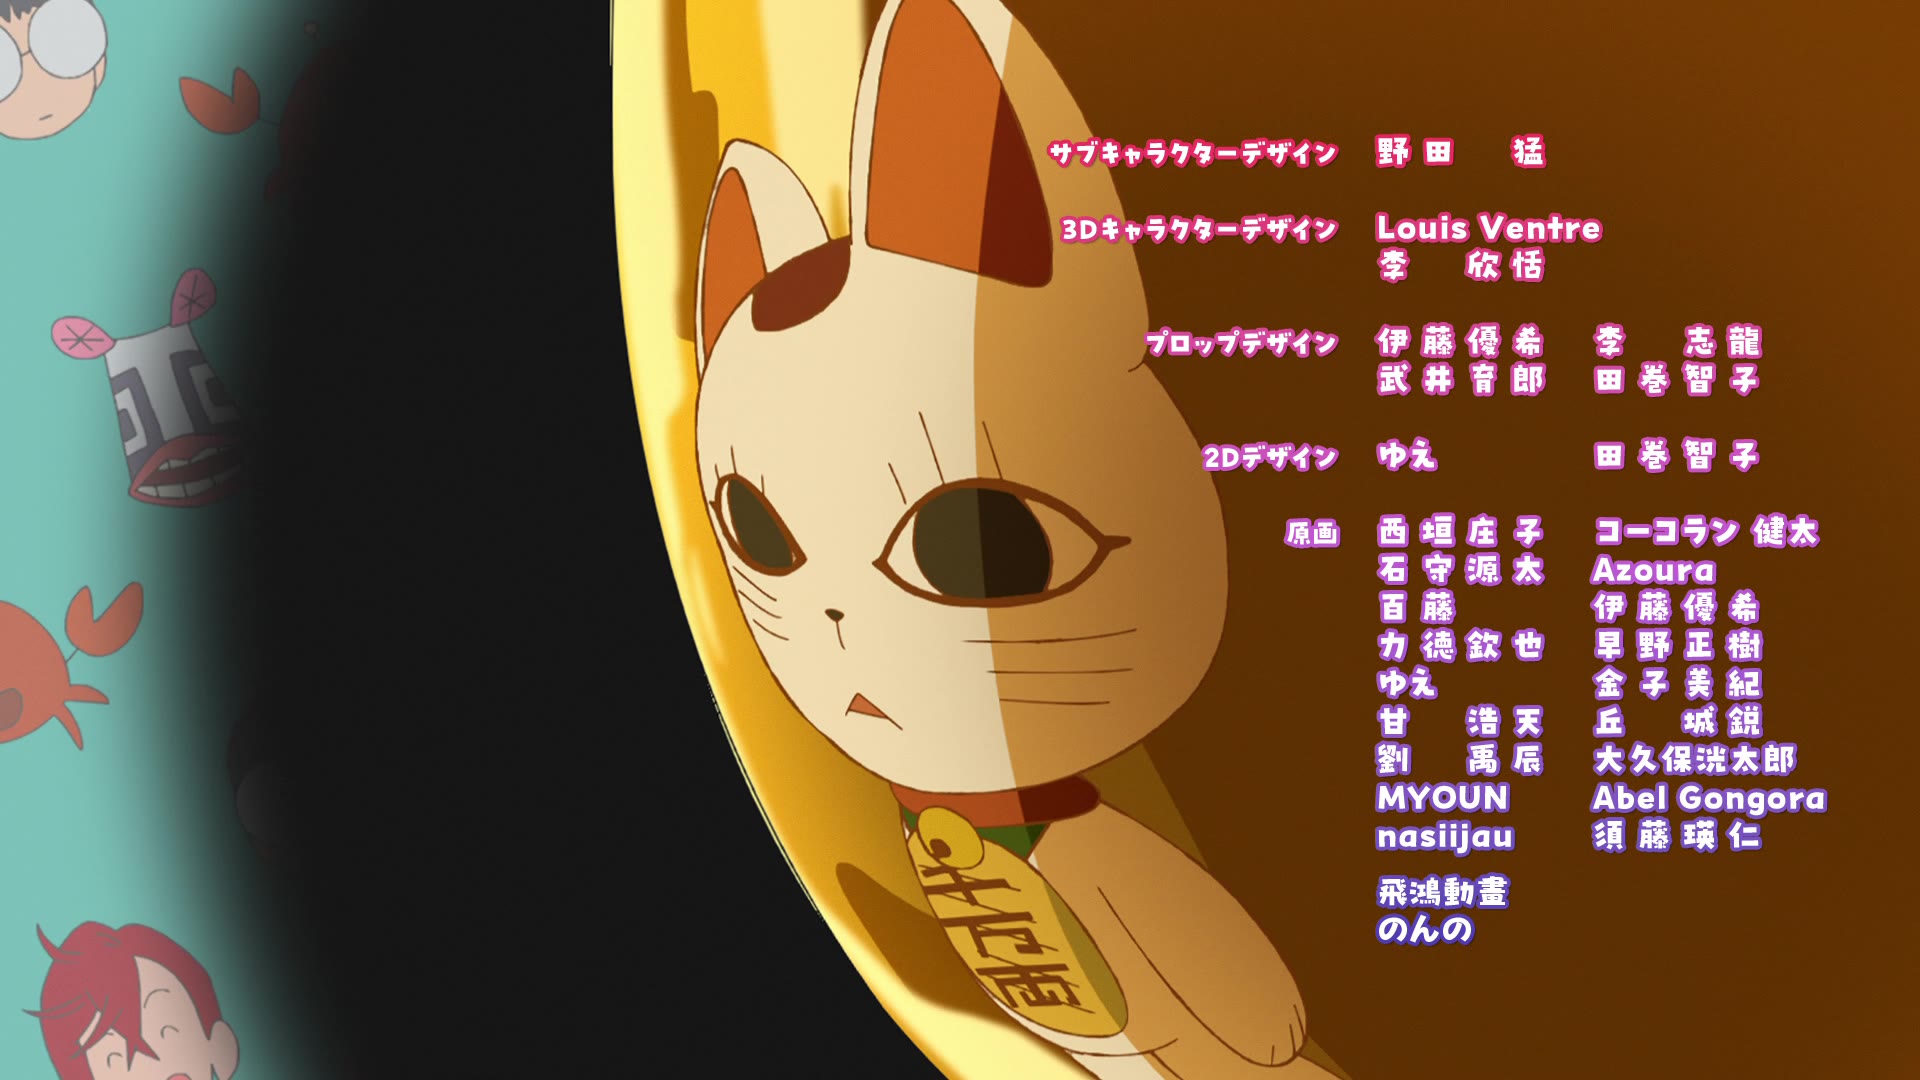 サブキャラクターデザイン 野田 猛
3Dキャラクターデザイン Louis Ventre
李 欣恬
プロップデザイン 伊藤優希 李 志龍
武井育郎 田巻智子
2Dデザイン ゆえ 田巻智子
原画 西垣庄子 コーコラン 健太
石守源太 Azoura
百藤 伊藤優希
力德欽也 早野正樹
ゆえ 金子美紀
甘 浩天 丘 城鋭
劉 禹辰 大久保洸太郎
MYOUN Abel Gongora
nasiijau 須藤瑛仁
飛鴻動畫
のんの